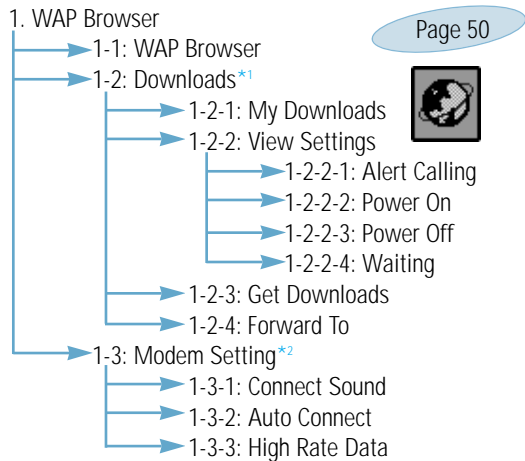 1. WAP Browser
Page 50
1-1: WAP Browser
1-2: Downloads*1
1-2-1: My Downloads
1-2-2: View Settings
1-2-2-1: Alert Calling
1-2-2-2: Power On
1-2-2-3: Power Off
1-2-2-4: Waiting
1-2-3: Get Downloads
1-2-4: Forward To
1-3: Modem Setting*2
1-3-1: Connect Sound
1-3-2: Auto Connect
1-3-3: High Rate Data